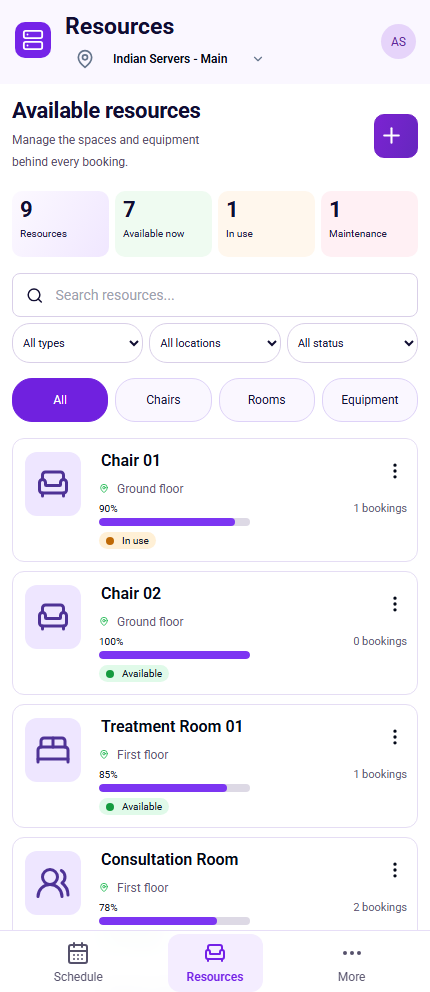 Resources
Indian Servers - Main
AS
Available resources
Manage the spaces and equipment
behind every booking.
9
Resources
7
Available now
1
In use
1
Maintenance
Search resources...
All types
All locations
All status
All
Chairs
Rooms
Equipment
Chair 01
Ground floor
90%
1 bookings
In use
Chair 02
Ground floor
100%
0 bookings
Available
Treatment Room 01
First floor
85%
1 bookings
Available
Consultation Room
First floor
78%
2 bookings
Schedule
Resources
More